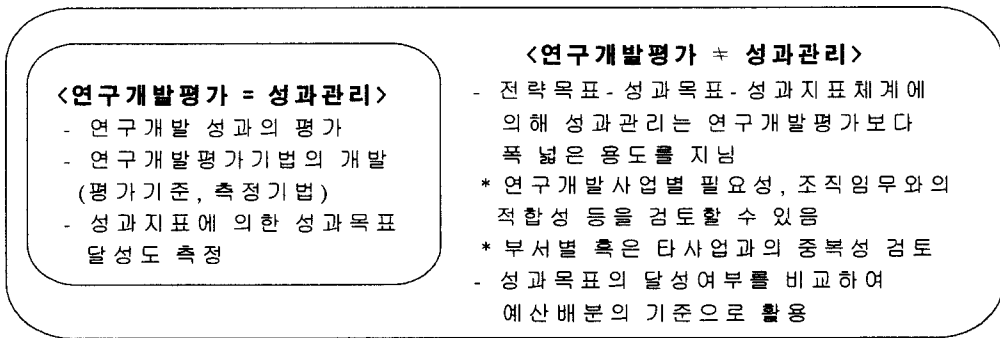 <연구개발평가 = 성과관리>
- 연구개발 성과의 평가
- 연구개발평가기법의 개발
(평가기준, 측정기법)
- 성과지표에 의한 성과목표
달성도 측정
<연구개발평가 ≠ 성과관리>
- 전략목표-성과목표-성과지표체계에
의해 성과관리는 연구개발평가보다
폭 넓은 용도를 지님
* 연구개발사업별 필요성, 조직임무와의
적합성 등을 검토할 수 있음
* 부서별 혹은 타사업과의 중복성 검토
- 성과목표의 달성여부를 비교하여
예산배분의 기준으로 활용